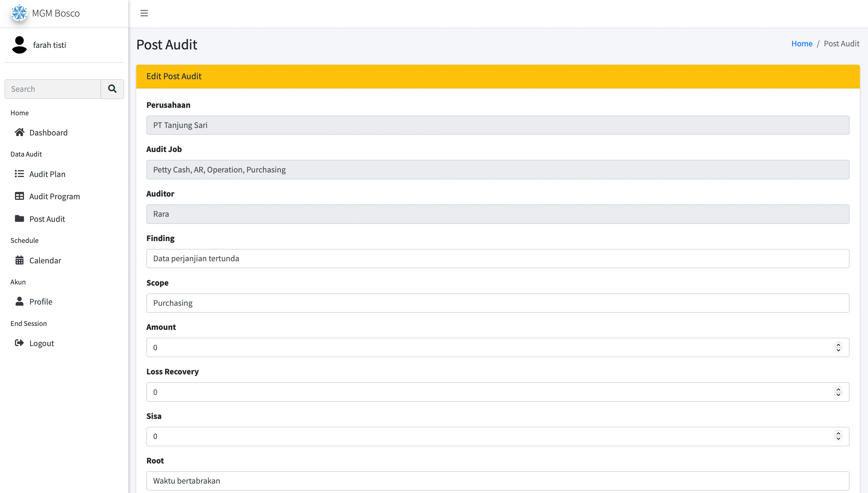 MGM Bosco
farah tisti
Search
Home
Dashboard
Data Audit
Audit Plan
Audit Program
Post Audit
Schedule
Calendar
Akun
Profile
End Session
Logout
Post Audit
Home / Post Audit
Edit Post Audit
Perusahaan
PT Tanjung Sari
Audit Job
Petty Cash, AR, Operation, Purchasing
Auditor
Rara
Finding
Data perjanjian tertunda
Scope
Purchasing
Amount
0
Loss Recovery
0
Sisa
0
Root
Waktu bertabrakan